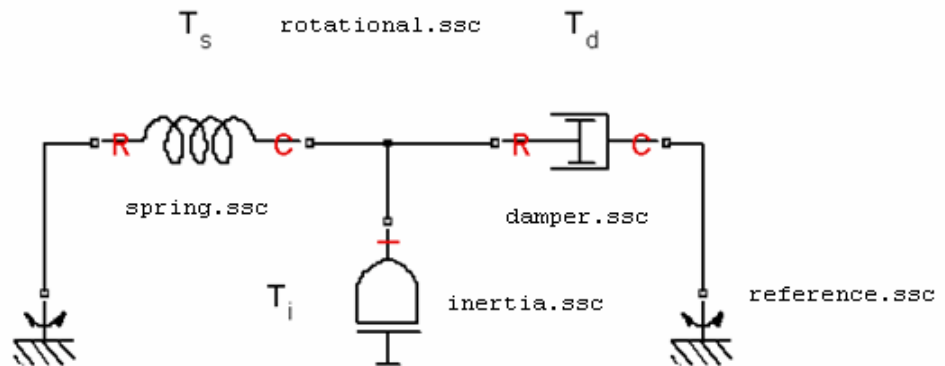 T_s rotational.ssc T_d
R C R C
spring.ssc damper.ssc
T_i inertia.ssc reference.ssc